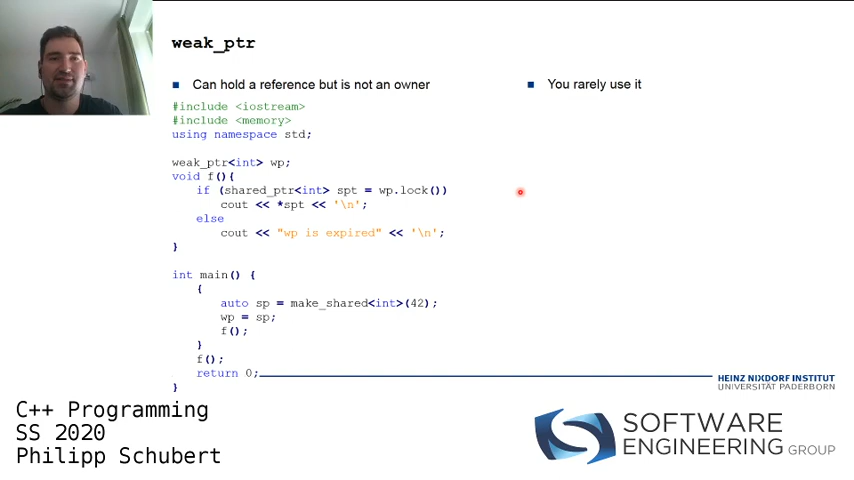 weak_ptr
Can hold a reference but is not an owner
#include <iostream>
#include <memory>
using namespace std;
weak_ptr<int> wp;
void f(){
if (shared_ptr<int> spt = wp.lock())
cout << *spt << '\n';
else
cout << "wp is expired" << '\n';
}
int main() {
{
auto sp = make_shared<int>(42);
wp = sp;
f();
}
f();
return 0;
}
You rarely use it
HEINZ NIXDORF INSTITUT
UNIVERSITÄT PADERBORN
C++ Programming
SS 2020
Philipp Schubert
SOFTWARE
ENGINEERING GROUP